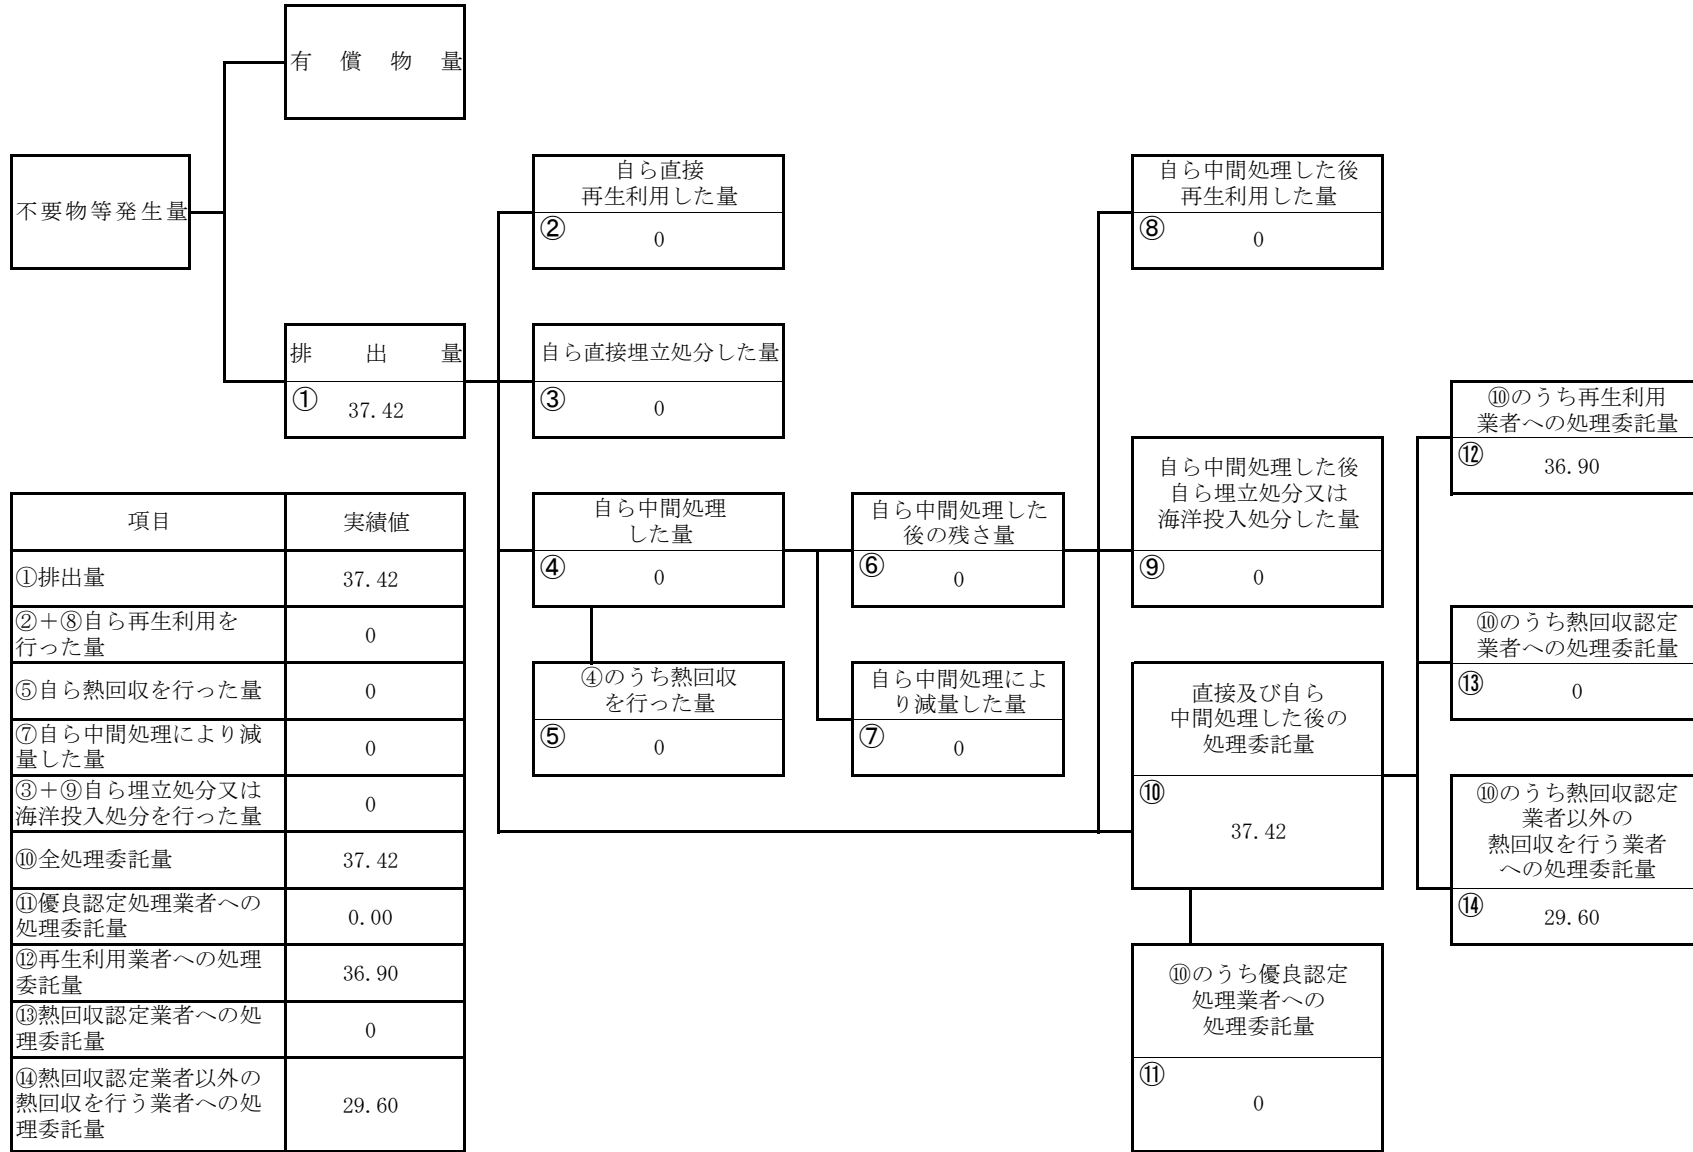 有償物量
不要物等発生量
自ら直接
再生利用した量
② 0
自ら中間処理した後
再生利用した量
⑧ 0
排出量
① 37.42
自ら直接埋立処分した量
③ 0
⑩のうち再生利用
業者への処理委託量
⑫ 36.90
自ら中間処理
した量
④ 0
自ら中間処理した
後の残さ量
⑥ 0
自ら中間処理した後
自ら埋立処分又は
海洋投入処分した量
⑨ 0
⑩のうち熱回収認定
業者への処理委託量
⑬ 0
④のうち熱回収
を行った量
⑤ 0
自ら中間処理によ
り減量した量
⑦ 0
直接及び自ら
中間処理した後の
処理委託量
⑩ 37.42
⑩のうち熱回収認定
業者以外の
熱回収を行う業者
への処理委託量
⑭ 29.60
⑩のうち優良認定
処理業者への
処理委託量
⑪ 0
項目 実績値
①排出量 37.42
②+⑧自ら再生利用を
行った量 0
⑤自ら熱回収を行った量 0
⑦自ら中間処理により減
量した量 0
③+⑨自ら埋立処分又は
海洋投入処分を行った量 0
⑩全処理委託量 37.42
⑪優良認定処理業者への
処理委託量 0.00
⑫再生利用業者への処理
委託量 36.90
⑬熱回収認定業者への処
理委託量 0
⑭熱回収認定業者以外の
熱回収を行う業者への処
理委託量 29.60